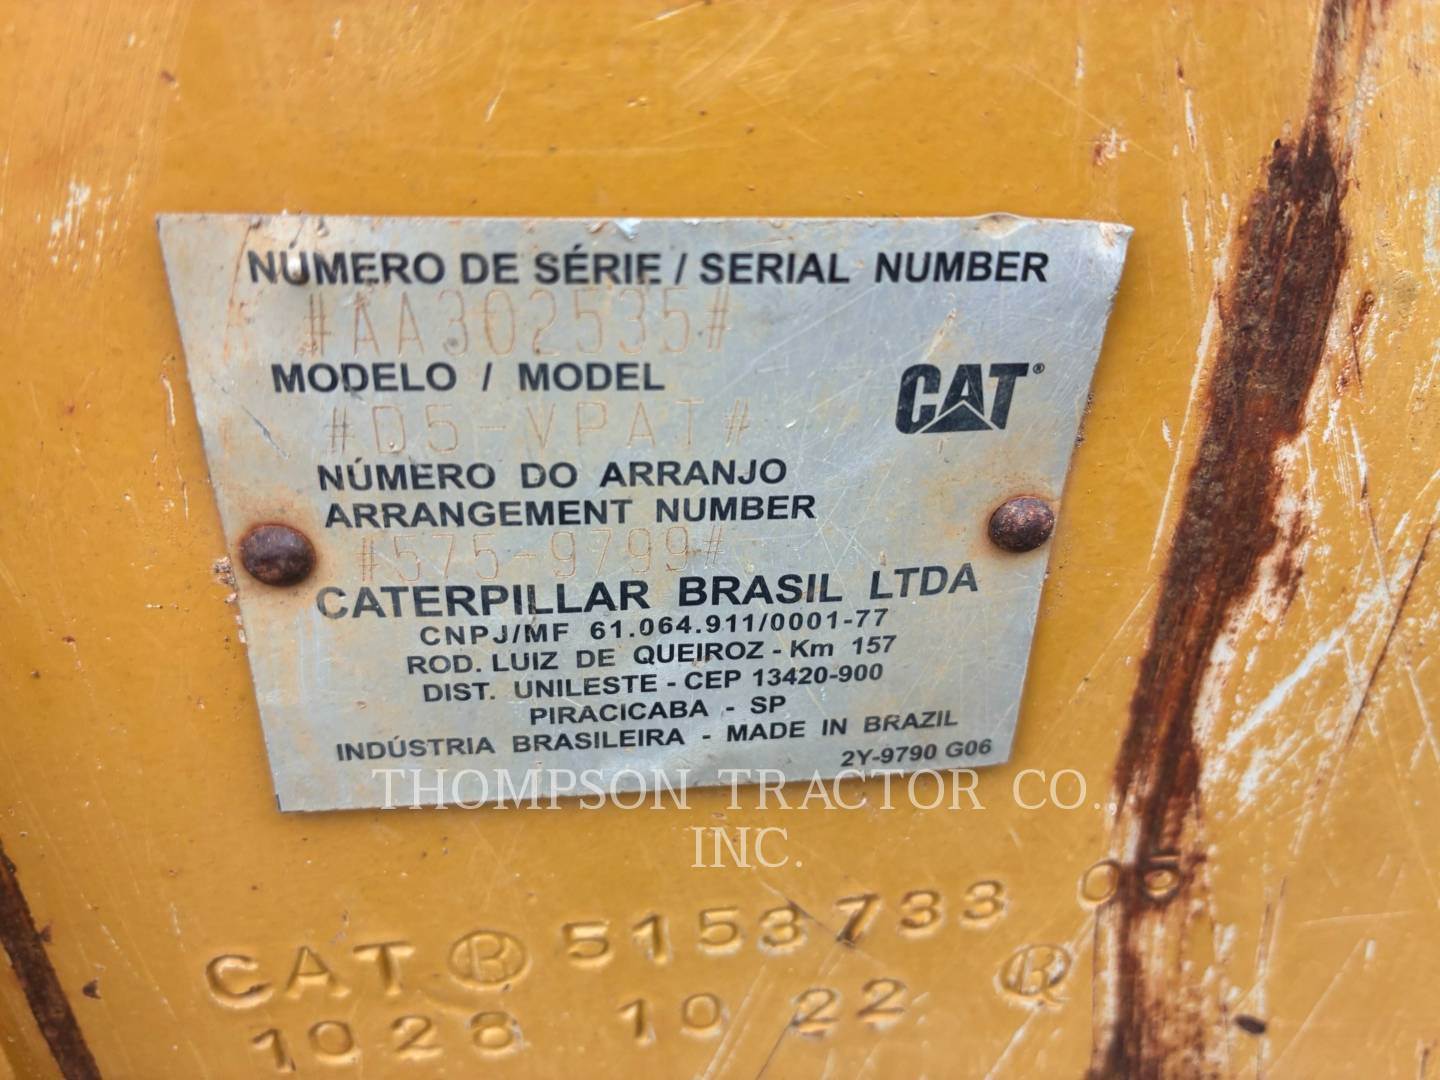 NÚMERO DE SÉRIE / SERIAL NUMBER
#AA302535#
MODELO / MODEL
#D5-VPAT#
CAT®
NÚMERO DO ARRANJO
ARRANGEMENT NUMBER
#575-9799#
CATERPILLAR BRASIL LTDA
CNPJ/MF 61.064.911/0001-77
ROD. LUIZ DE QUEIROZ - Km 157
DIST. UNILESTE - CEP 13420-900
PIRACICABA - SP
INDÚSTRIA BRASILEIRA - MADE IN BRAZIL
2Y-9790 G06
THOMPSON TRACTOR CO.,
INC.
CAT ® 5153733 05
1028 10 22 ®